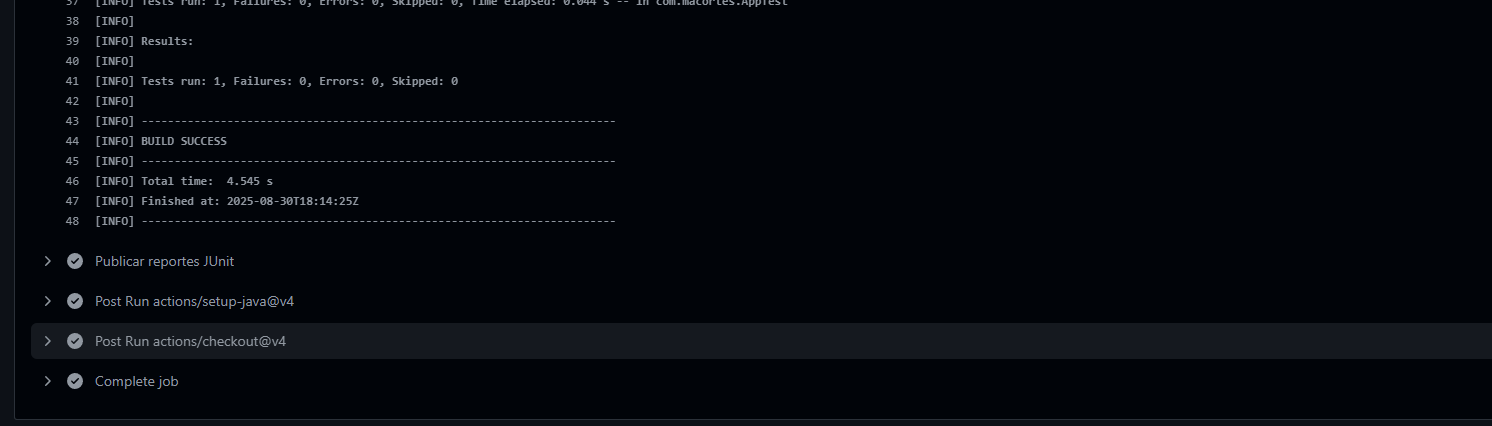 37 [INFO] Tests run: 1, Failures: 0, Errors: 0, Skipped: 0, Time elapsed: 0.044 s -- in com.macortes.AppTest
38 [INFO]
39 [INFO] Results:
40 [INFO]
41 [INFO] Tests run: 1, Failures: 0, Errors: 0, Skipped: 0
42 [INFO]
43 [INFO] ------------------------------------------------------------------------
44 [INFO] BUILD SUCCESS
45 [INFO] ------------------------------------------------------------------------
46 [INFO] Total time:  4.545 s
47 [INFO] Finished at: 2025-08-30T18:14:25Z
48 [INFO] ------------------------------------------------------------------------
Publicar reportes JUnit
Post Run actions/setup-java@v4
Post Run actions/checkout@v4
Complete job